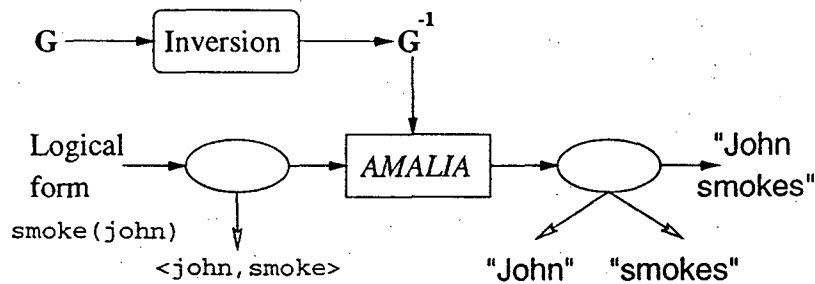 G
Inversion
G-1
Logical
form
AMALIA
"John
smokes"
smoke(john)
<john,smoke>
"John"
"smokes"